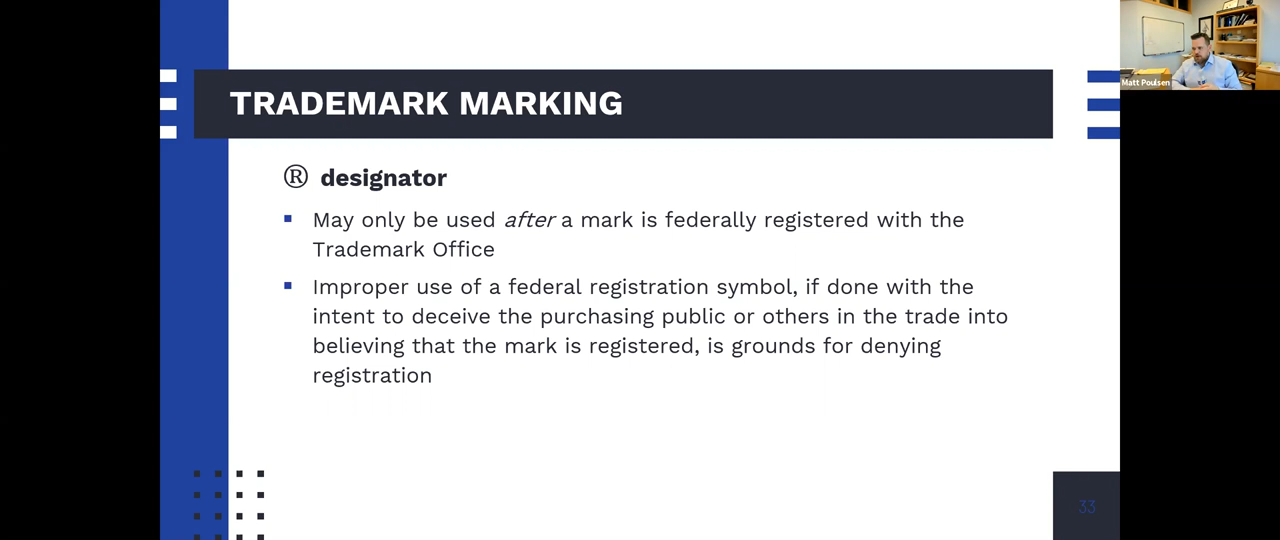 TRADEMARK MARKING
® designator
▪ May only be used after a mark is federally registered with the
Trademark Office
▪ Improper use of a federal registration symbol, if done with the
intent to deceive the purchasing public or others in the trade into
believing that the mark is registered, is grounds for denying
registration
33
Matt Poulsen